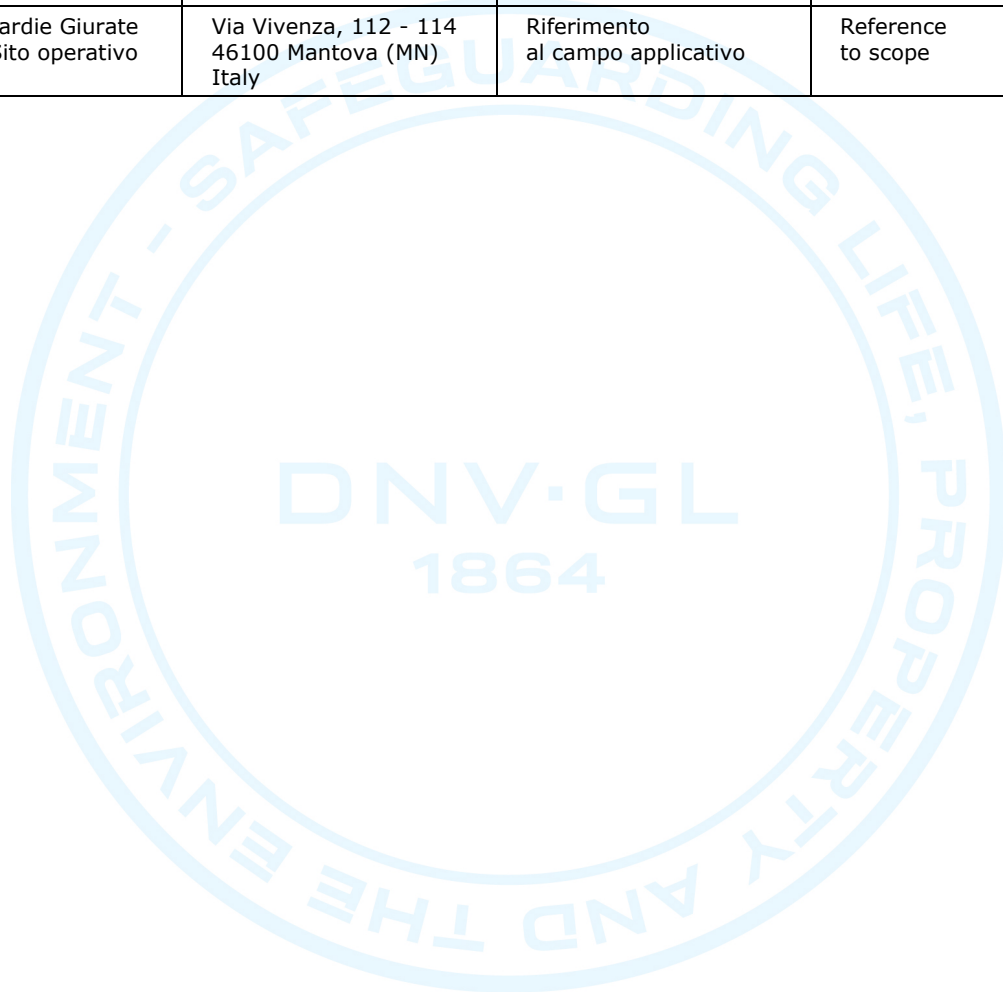 ardie Giurate
Sito operativo
Via Vivenza, 112 - 114
46100 Mantova (MN)
Italy
Riferimento
al campo applicativo
Reference
to scope
SAFEGUARDING LIFE, PROPERTY AND THE ENVIRONMENT -
DNV·GL
1864